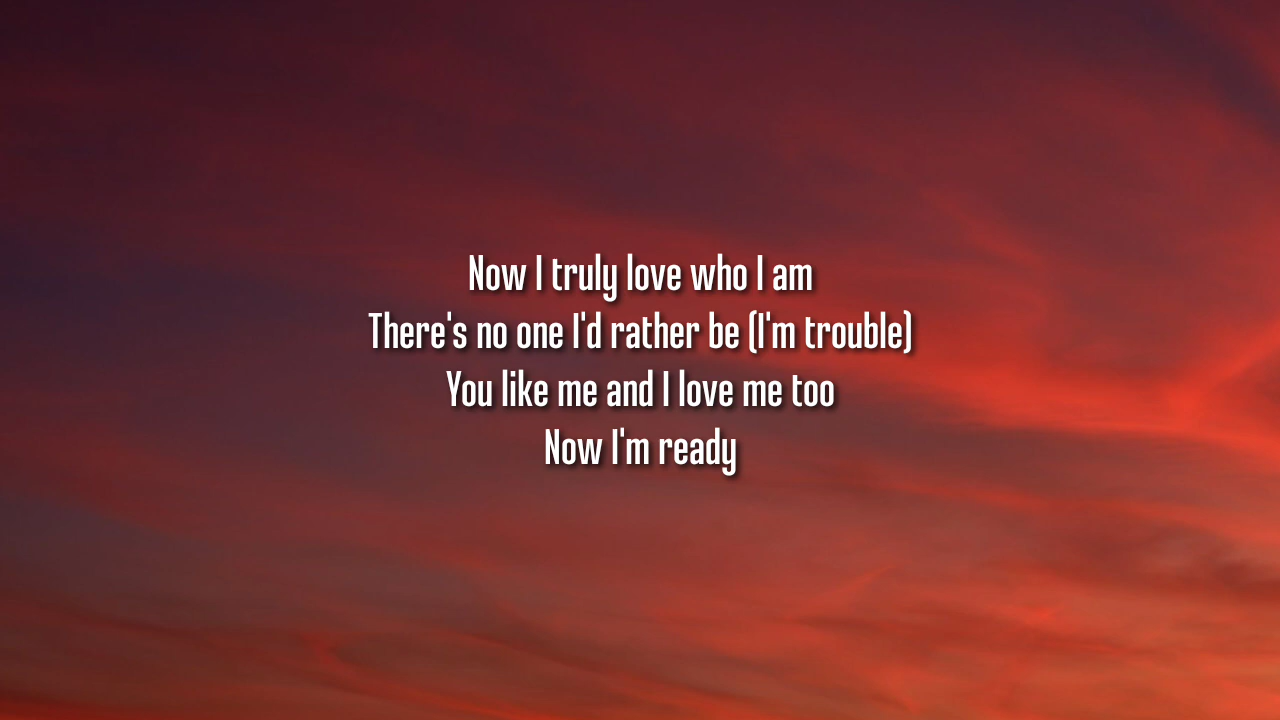 Now I truly love who I am
There's no one I'd rather be (I'm trouble)
You like me and I love me too
Now I'm ready